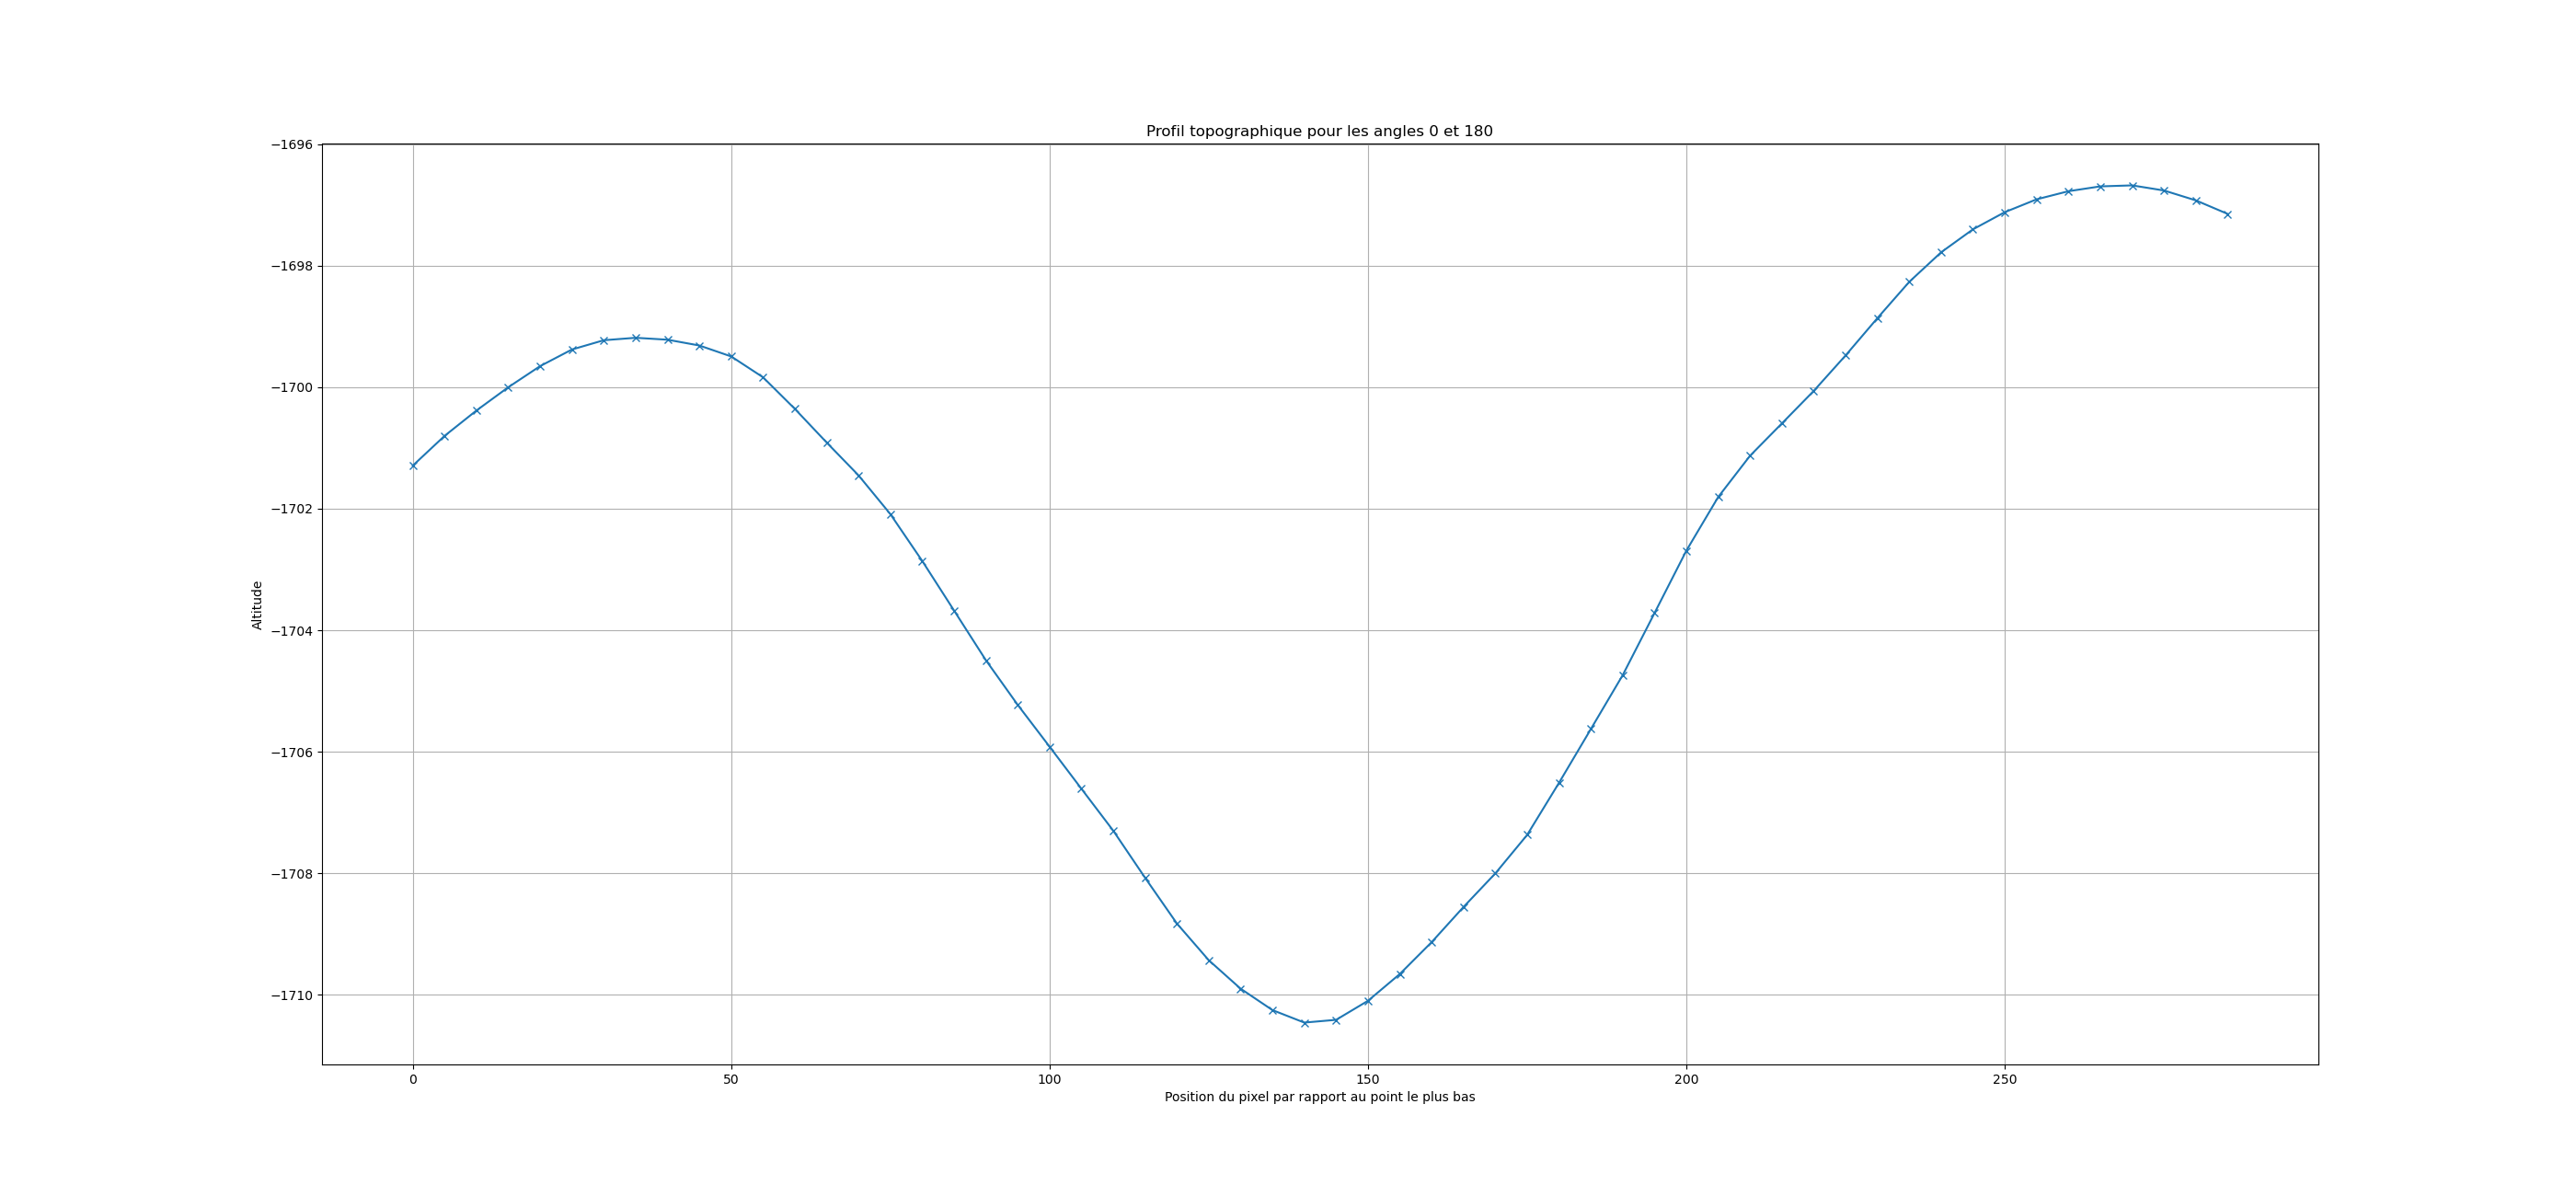 Profil topographique pour les angles 0 et 180
−1696
−1698
−1700
−1702
−1704
−1706
−1708
−1710
Altitude
0 50 100 150 200 250
Position du pixel par rapport au point le plus bas